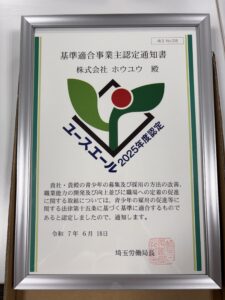 基準適合事業主認定通知書
株式会社 ホウユウ 殿
ユースエール
2025年度認定
貴社・貴殿の青少年の募集及び採用の方法の改善、
職業能力の開発及び向上並びに職場への定着の促進
に関する取組については、青少年の雇用の促進等に
関する法律第十五条に基づく基準に適合するもので
あると認定しましたので、通知します。
令和 7年 6月 18日
埼玉労働局長